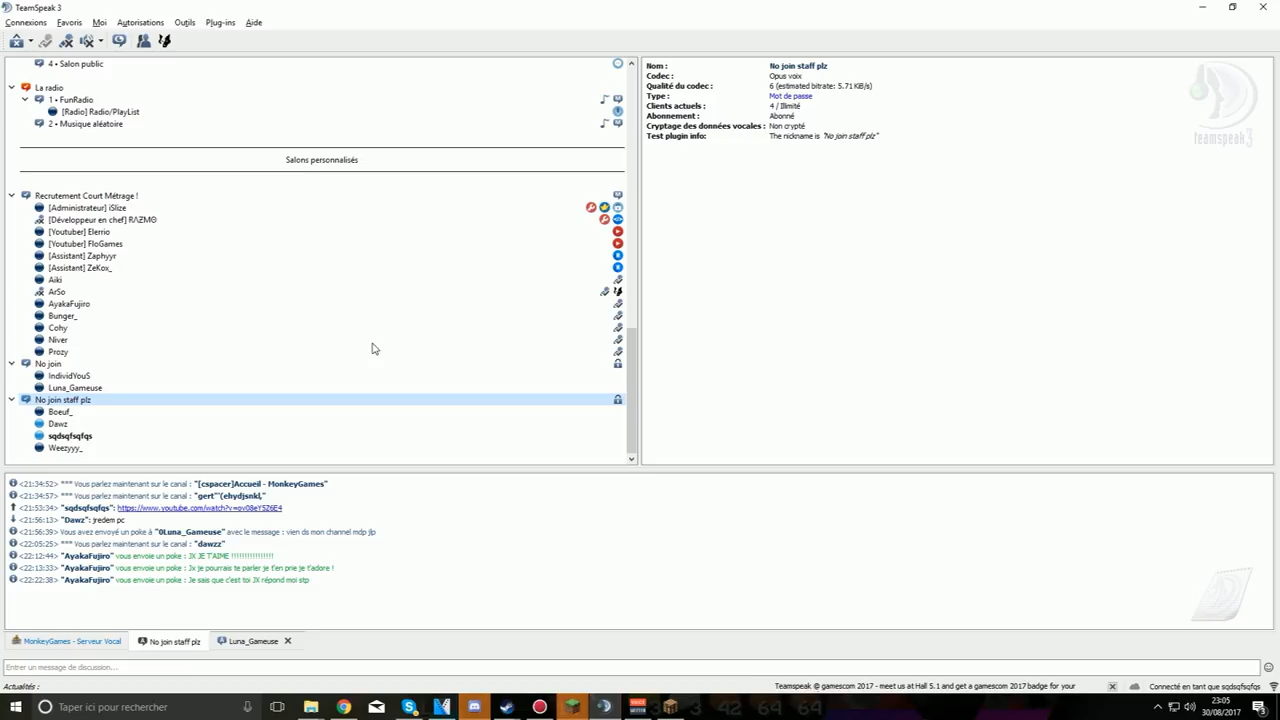 TeamSpeak 3
Connexions Favoris Moi Autorisations Outils Plug-ins Aide
4 • Salon public
La radio
1 • FunRadio
[Radio] Radio/PlayList
2 • Musique aléatoire
Salons personnalisés
Recrutement Court Métrage !
[Administrateur] iSlize
[Développeur en chef] RΛZMΘ
[Youtuber] Elerrio
[Youtuber] FloGames
[Assistant] Zaphyyr
[Assistant] ZeKox_
Aiki
ArSo
AyakaFujiro
Bunger_
Cohy
Niver
Prozy
No join
IndividYouS
Luna_Gameuse
No join staff plz
Boeuf_
Dawz
sqdsqfsqfqs
Weezyyy_
Nom : No join staff plz
Codec : Opus voix
Qualité du codec : 6 (estimated bitrate: 5.71 KiB/s)
Type : Mot de passe
Clients actuels : 4 / Illimité
Abonnement : Abonné
Cryptage des données vocales : Non crypté
Test plugin info: The nickname is "No join staff plz"
teamspeak 3
<21:34:52> *** Vous parlez maintenant sur le canal : "[cspacer]Accueil - MonkeyGames"
<21:34:57> *** Vous parlez maintenant sur le canal : "gert"'(ehydjsnkl,"
<21:53:34> "sqdsqfsqfqs": https://www.youtube.com/watch?v=ov08eY5Z6E4
<21:56:13> "Dawz": jredem pc
<21:56:39> Vous avez envoyé un poke à "0Luna_Gameuse" avec le message : vien ds mon channel mdp jlp
<22:05:25> *** Vous parlez maintenant sur le canal : "dawzz"
<22:12:44> "AyakaFujiro" vous envoie un poke : JX JE T'AIME !!!!!!!!!!!!!!!!
<22:13:33> "AyakaFujiro" vous envoie un poke : Jx je pourrais te parler je t'en prie je t'adore !
<22:22:38> "AyakaFujiro" vous envoie un poke : Je sais que c'est toi JX répond moi stp
MonkeyGames - Serveur Vocal No join staff plz Luna_Gameuse
Entrer un message de discussion...
Actualités : Teamspeak @ gamescom 2017 - meet us at Hall 5.1 and get a gamescom 2017 badge for your Connecté en tant que sqdsqfsqfqs
Taper ici pour rechercher
23:05
30/08/2017